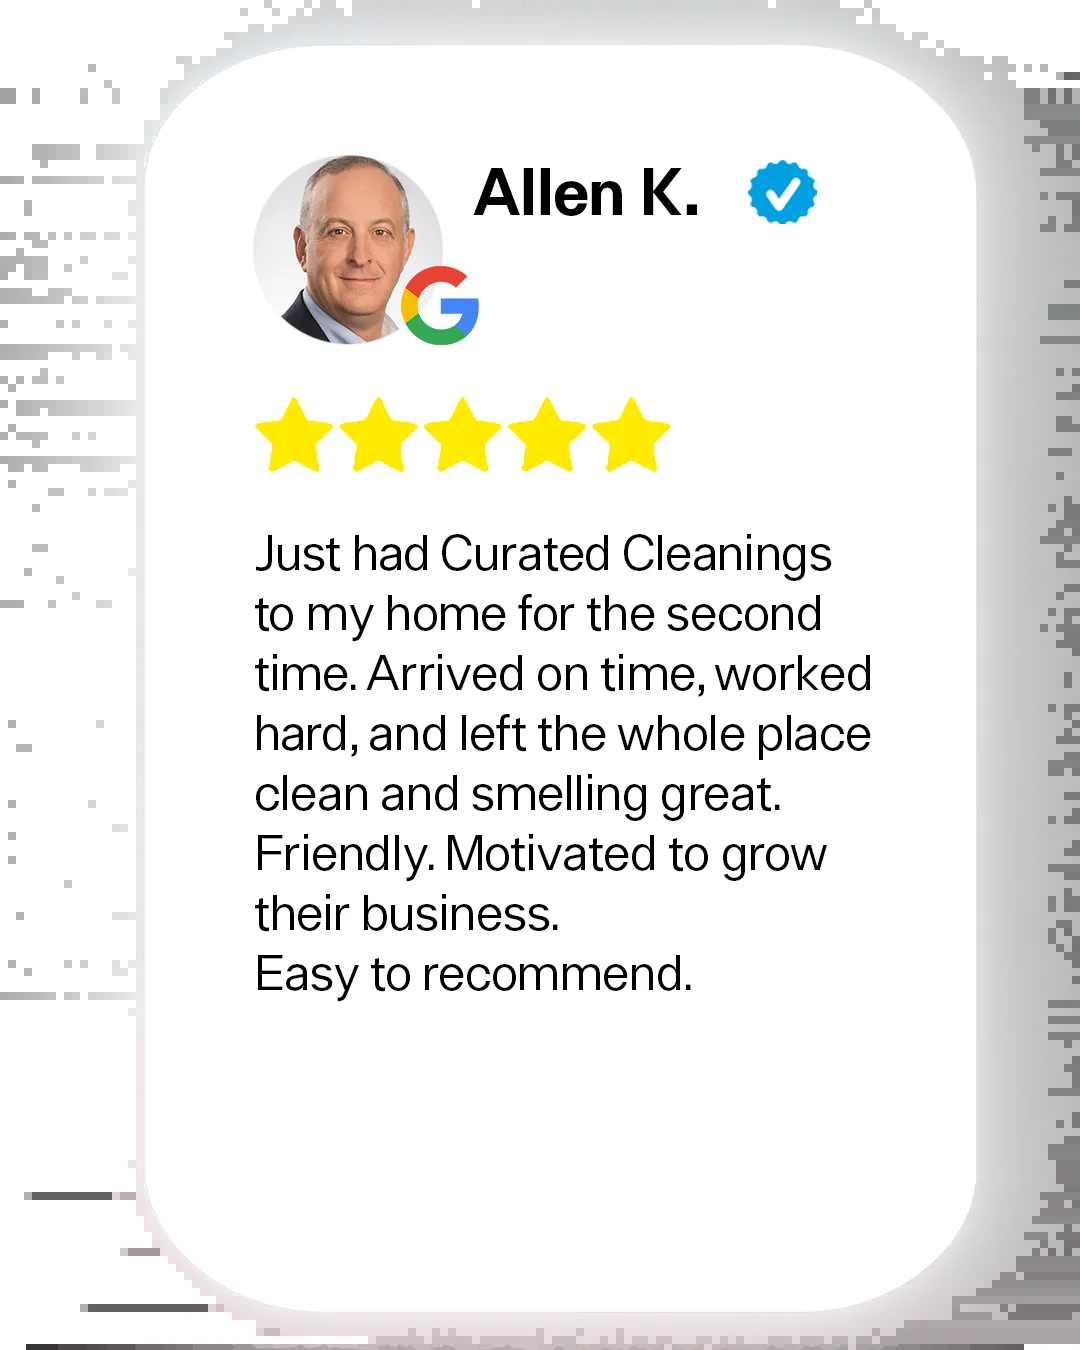 Allen K.
Just had Curated Cleanings
to my home for the second
time. Arrived on time, worked
hard, and left the whole place
clean and smelling great.
Friendly. Motivated to grow
their business.
Easy to recommend.